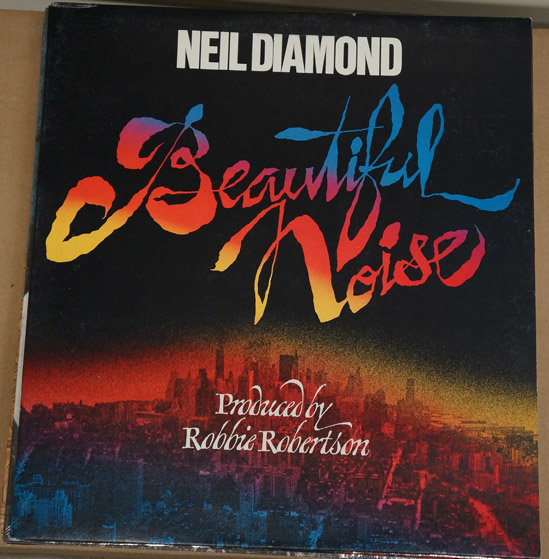 NEIL DIAMOND
Beautiful
Noise
Produced by
Robbie Robertson